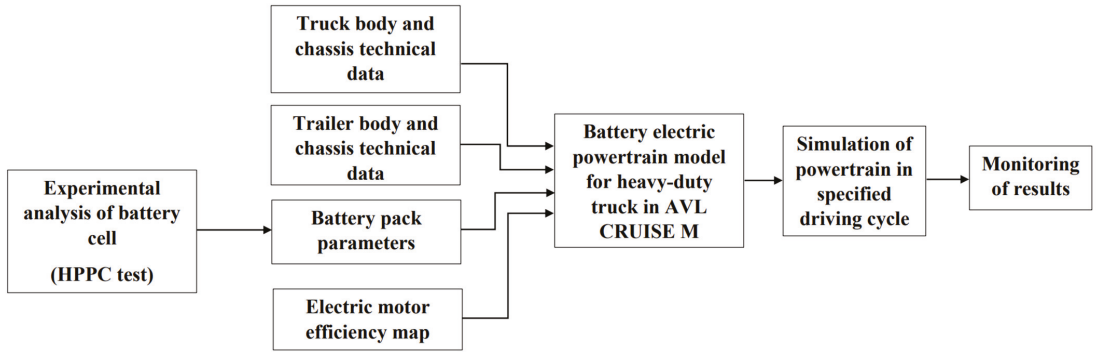 Experimental
analysis of battery
cell
(HPPC test)
Truck body and
chassis technical
data
Trailer body and
chassis technical
data
Battery pack
parameters
Electric motor
efficiency map
Battery electric
powertrain model
for heavy-duty
truck in AVL
CRUISE M
Simulation of
powertrain in
specified
driving cycle
Monitoring
of results